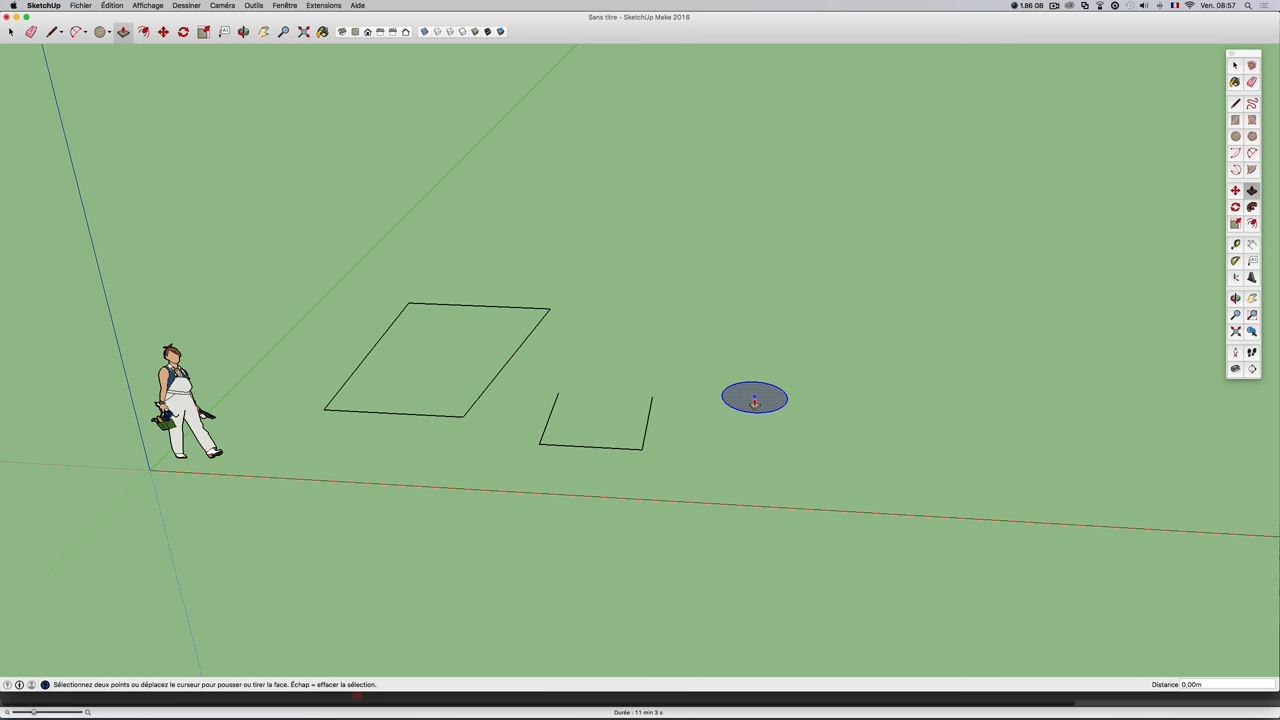 SketchUp Fichier Édition Affichage Dessiner Caméra Outils Fenêtre Extensions Aide 1.86 GB Ven. 08:57
Sans titre - SketchUp Make 2016
Sélectionnez deux points ou déplacez le curseur pour pousser ou tirer la face. Échap = effacer la sélection. Distance 0,00m
Durée : 11 min 3 s